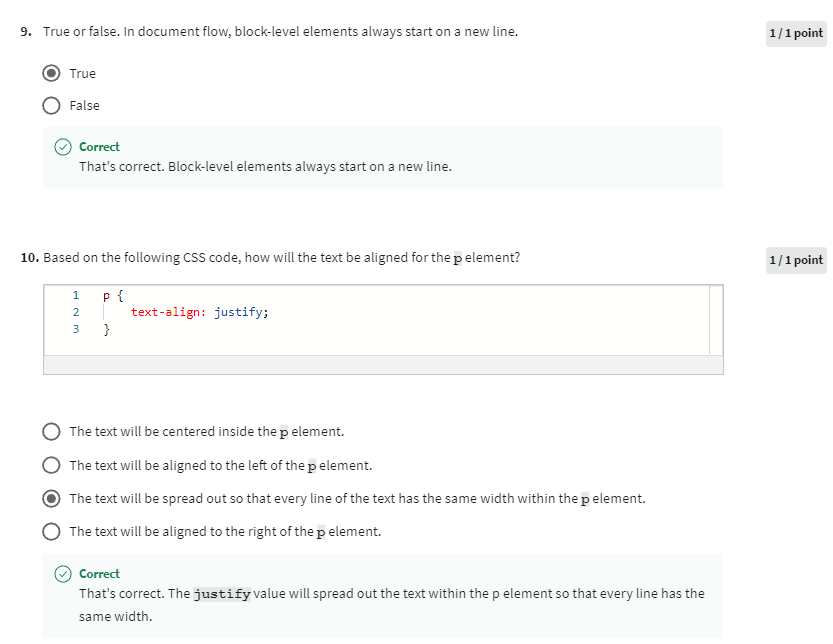 9. True or false. In document flow, block-level elements always start on a new line.
1 / 1 point
True
False
Correct
That's correct. Block-level elements always start on a new line.
10. Based on the following CSS code, how will the text be aligned for the p element?
1 / 1 point
1 p {
2 text-align: justify;
3 }
The text will be centered inside the p element.
The text will be aligned to the left of the p element.
The text will be spread out so that every line of the text has the same width within the p element.
The text will be aligned to the right of the p element.
Correct
That's correct. The justify value will spread out the text within the p element so that every line has the
same width.